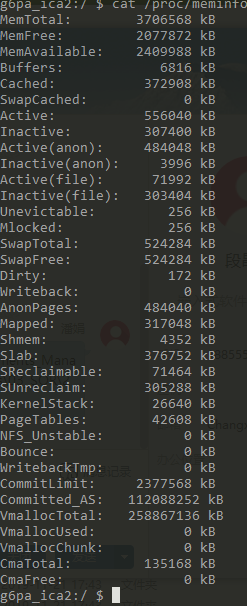 g6pa_ica2:/ $ cat /proc/meminfo
MemTotal: 3706568 kB
MemFree: 2077872 kB
MemAvailable: 2409988 kB
Buffers: 6816 kB
Cached: 372908 kB
SwapCached: 0 kB
Active: 556040 kB
Inactive: 307400 kB
Active(anon): 484048 kB
Inactive(anon): 3996 kB
Active(file): 71992 kB
Inactive(file): 303404 kB
Unevictable: 256 kB
Mlocked: 256 kB
SwapTotal: 524284 kB
SwapFree: 524284 kB
Dirty: 172 kB
Writeback: 0 kB
AnonPages: 484040 kB
Mapped: 317048 kB
Shmem: 4352 kB
Slab: 376752 kB
SReclaimable: 71464 kB
SUnreclaim: 305288 kB
KernelStack: 26640 kB
PageTables: 42608 kB
NFS_Unstable: 0 kB
Bounce: 0 kB
WritebackTmp: 0 kB
CommitLimit: 2377568 kB
Committed_AS: 112088252 kB
VmallocTotal: 258867136 kB
VmallocUsed: 0 kB
VmallocChunk: 0 kB
CmaTotal: 135168 kB
CmaFree: 0 kB
g6pa_ica2:/ $